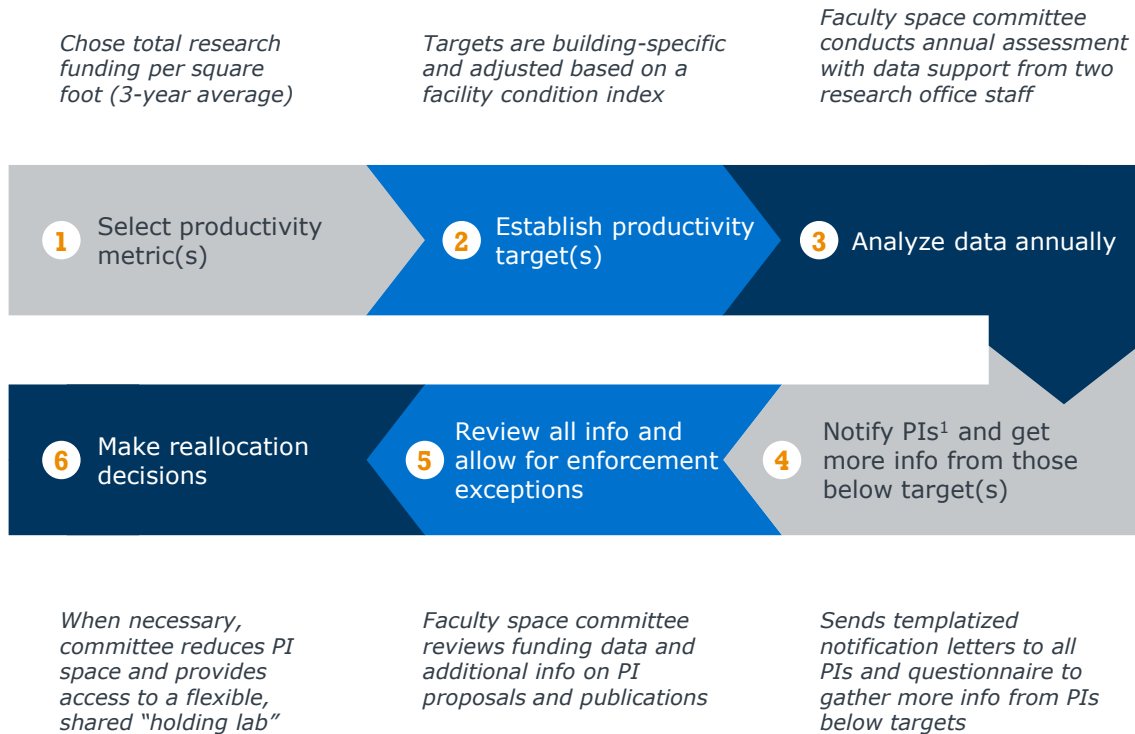 Chose total research
funding per square
foot (3-year average)
Targets are building-specific
and adjusted based on a
facility condition index
Faculty space committee
conducts annual assessment
with data support from two
research office staff
1 Select productivity
metric(s)
2 Establish productivity
target(s)
3 Analyze data annually
4 Notify PIs¹ and get
more info from those
below target(s)
5 Review all info and
allow for enforcement
exceptions
6 Make reallocation
decisions
Sends templatized
notification letters to all
PIs and questionnaire to
gather more info from PIs
below targets
Faculty space committee
reviews funding data and
additional info on PI
proposals and publications
When necessary,
committee reduces PI
space and provides
access to a flexible,
shared “holding lab”